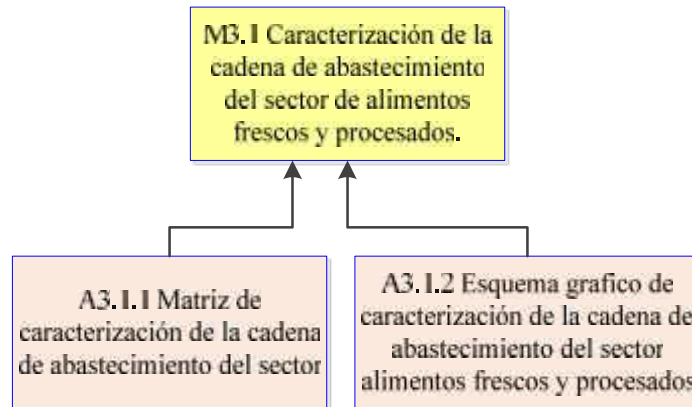 M3.1 Caracterización de la
cadena de abastecimiento
del sector de alimentos
frescos y procesados.
A3.1.1 Matriz de
caracterización de la cadena
de abastecimiento del sector
A3.1.2 Esquema grafico de
caracterización de la cadena de
abastecimiento del sector
alimentos frescos y procesados